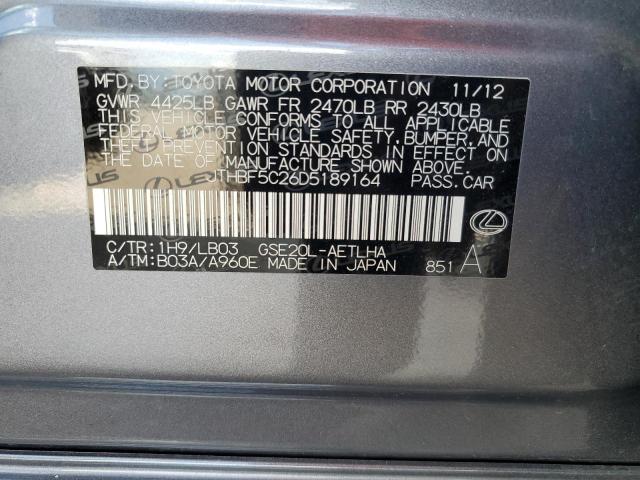 MFD. BY: TOYOTA MOTOR CORPORATION 11/12
GVWR 4425LB GAWR FR 2470LB RR 2430LB
THIS VEHICLE CONFORMS TO ALL APPLICABLE
FEDERAL MOTOR VEHICLE SAFETY, BUMPER, AND
THEFT PREVENTION STANDARDS IN EFFECT ON
THE DATE OF MANUFACTURE SHOWN ABOVE.
JTHBF5C26D5189164 PASS. CAR
C/TR: 1H9/LB03 GSE20L-AETLHA
A/TM: B03A/A960E MADE IN JAPAN 851 A